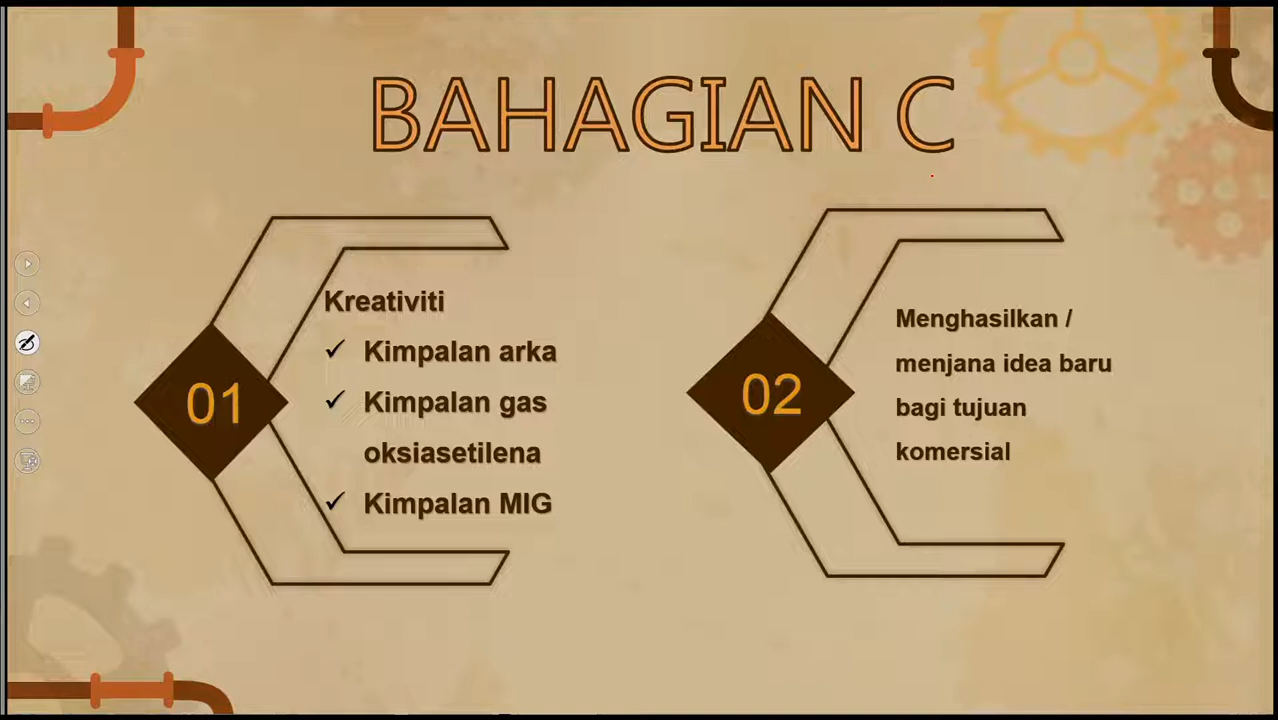 BAHAGIAN C
01
Kreativiti
✓ Kimpalan arka
✓ Kimpalan gas
oksiasetilena
✓ Kimpalan MIG
02
Menghasilkan /
menjana idea baru
bagi tujuan
komersial